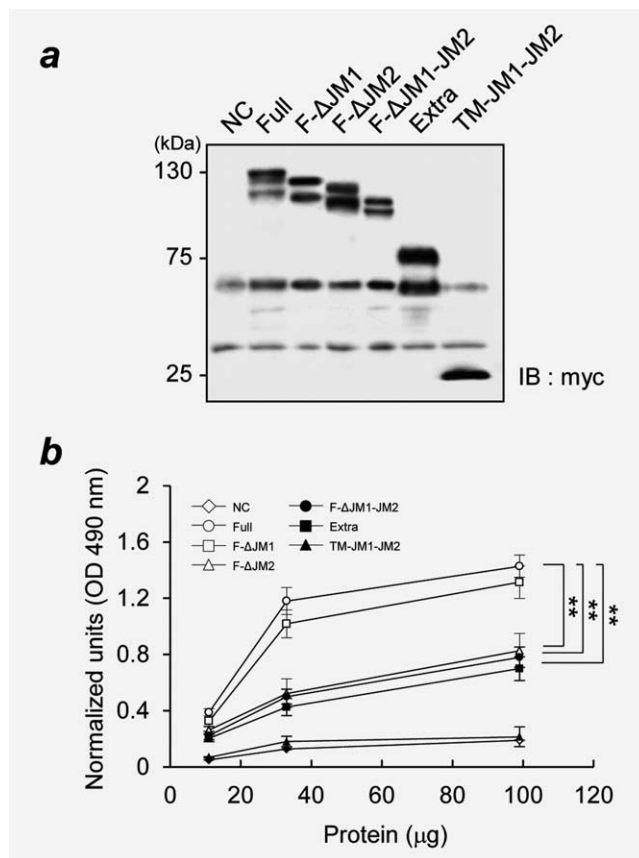 a
NC Full F-ΔJM1 F-ΔJM2 F-ΔJM1-JM2 Extra TM-JM1-JM2
(kDa)
130
75
25
IB : myc
b
Normalized units (OD 490 nm)
2
1.6
1.2
0.8
0.4
0
NC
Full
F-ΔJM1
F-ΔJM2
F-ΔJM1-JM2
Extra
TM-JM1-JM2
** ** **
0 20 40 60 80 100 120
Protein (μg)